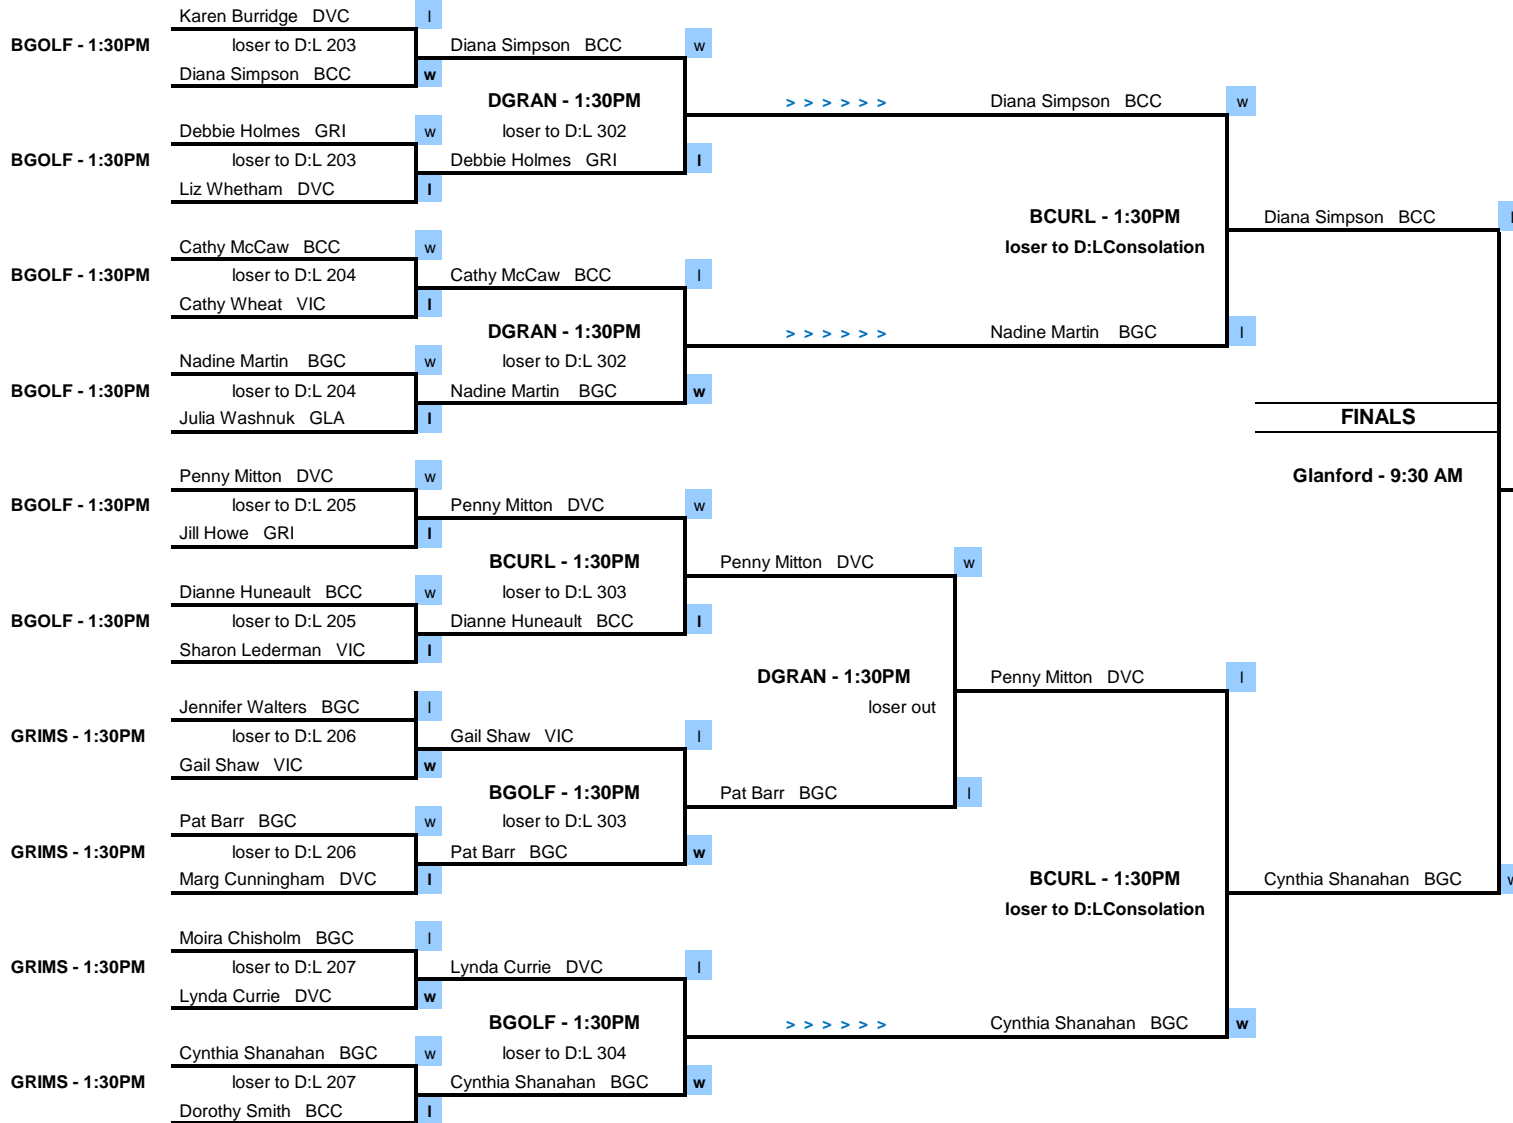 Karen Burridge DVC l
BGOLF - 1:30PM loser to D:L 203 Diana Simpson BCC w
Diana Simpson BCC w
DGRAN - 1:30PM > > > > > > Diana Simpson BCC w
Debbie Holmes GRI w loser to D:L 302
BGOLF - 1:30PM loser to D:L 203 Debbie Holmes GRI l
Liz Whetham DVC l
BCURL - 1:30PM Diana Simpson BCC
Cathy McCaw BCC w loser to D:LConsolation
BGOLF - 1:30PM loser to D:L 204 Cathy McCaw BCC l
Cathy Wheat VIC l
DGRAN - 1:30PM > > > > > > Nadine Martin BGC l
Nadine Martin BGC w loser to D:L 302
BGOLF - 1:30PM loser to D:L 204 Nadine Martin BGC w
Julia Washnuk GLA l FINALS
Penny Mitton DVC w Glanford - 9:30 AM
BGOLF - 1:30PM loser to D:L 205 Penny Mitton DVC w
Jill Howe GRI l
BCURL - 1:30PM Penny Mitton DVC w
Dianne Huneault BCC w loser to D:L 303
BGOLF - 1:30PM loser to D:L 205 Dianne Huneault BCC l
Sharon Lederman VIC l
DGRAN - 1:30PM Penny Mitton DVC l
Jennifer Walters BGC l loser out
GRIMS - 1:30PM loser to D:L 206 Gail Shaw VIC l
Gail Shaw VIC w
BGOLF - 1:30PM Pat Barr BGC l
Pat Barr BGC w loser to D:L 303
GRIMS - 1:30PM loser to D:L 206 Pat Barr BGC w
Marg Cunningham DVC l BCURL - 1:30PM Cynthia Shanahan BGC w
loser to D:LConsolation
Moira Chisholm BGC l
GRIMS - 1:30PM loser to D:L 207 Lynda Currie DVC l
Lynda Currie DVC w
BGOLF - 1:30PM > > > > > > Cynthia Shanahan BGC w
Cynthia Shanahan BGC w loser to D:L 304
GRIMS - 1:30PM loser to D:L 207 Cynthia Shanahan BGC w
Dorothy Smith BCC l